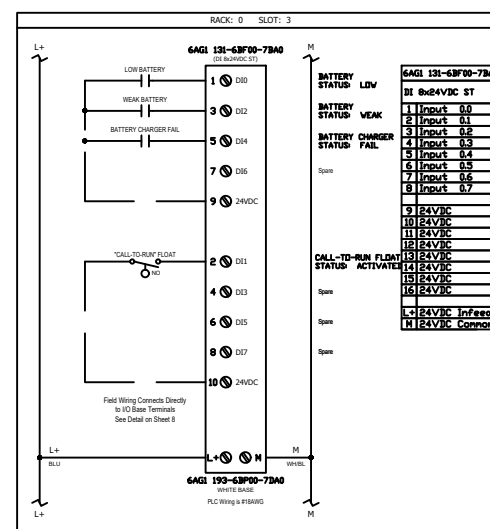 RACK: 0 SLOT: 3
L+
6AG1 131-6BF00-7BA0
(DI 8x24VDC ST)
M
LOW BATTERY
1 DI0
BATTERY
STATUS: LOW
WEAK BATTERY
3 DI2
BATTERY
STATUS: WEAK
BATTERY CHARGER FAIL
5 DI4
BATTERY CHARGER
STATUS: FAIL
7 DI6
Spare
9 24VDC
"CALL-TO-RUN" FLOAT
NO
2 DI1
CALL-TO-RUN FLOAT
STATUS: ACTIVATED
4 DI3
Spare
6 DI5
Spare
8 DI7
Spare
10 24VDC
Field Wiring Connects Directly
to I/O Base Terminals
See Detail on Sheet 8
L+
BLU
L+ M
M
WH/BL
6AG1 193-6BP00-7DA0
WHITE BASE
PLC Wiring is #18AWG
L+
M
6AG1 131-6BF00-7BA
DI 8x24VDC ST
1 Input 0.0
2 Input 0.1
3 Input 0.2
4 Input 0.3
5 Input 0.4
6 Input 0.5
7 Input 0.6
8 Input 0.7
9 24VDC
10 24VDC
11 24VDC
12 24VDC
13 24VDC
14 24VDC
15 24VDC
16 24VDC
L+ 24VDC Infeed
M 24VDC Common